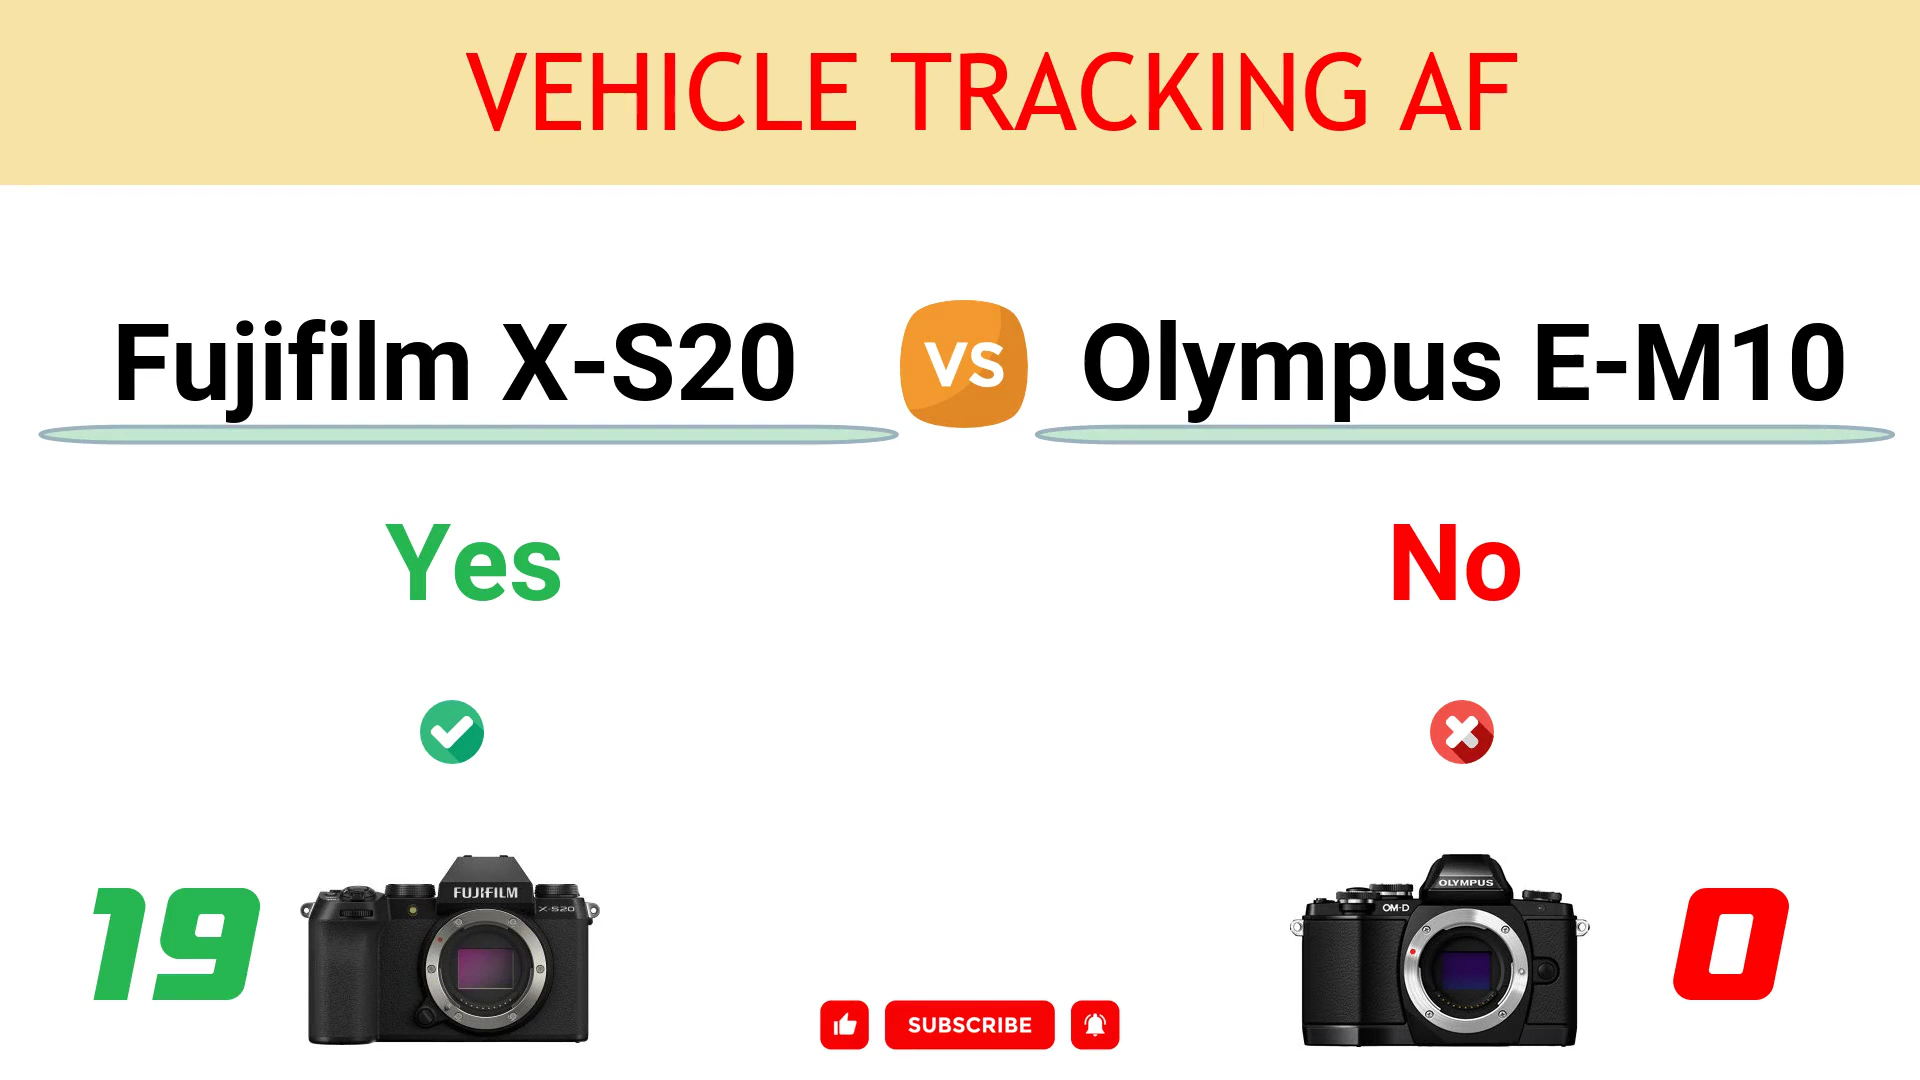 VEHICLE TRACKING AF
Fujifilm X-S20
VS
Olympus E-M10
Yes
No
19
FUJIFILM
X-S20
OLYMPUS
OM-D
0
SUBSCRIBE